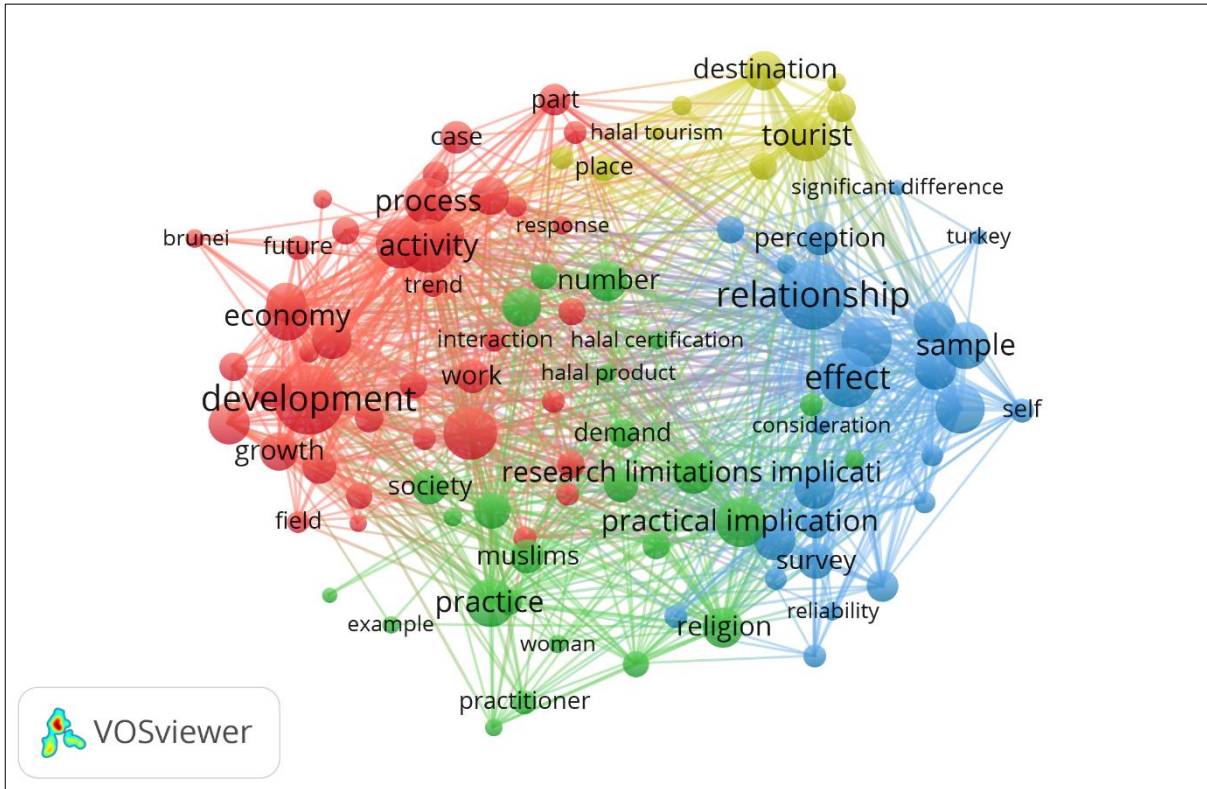 destination
part
halal tourism
tourist
case
place
significant difference
process
response
brunei
future
activity
perception
turkey
trend
number
relationship
economy
interaction
halal certification
sample
work
halal product
effect
development
self
demand
consideration
growth
research limitations implicati
society
field
practical implication
muslims
survey
practice
example
religion
reliability
woman
practitioner
VOSviewer